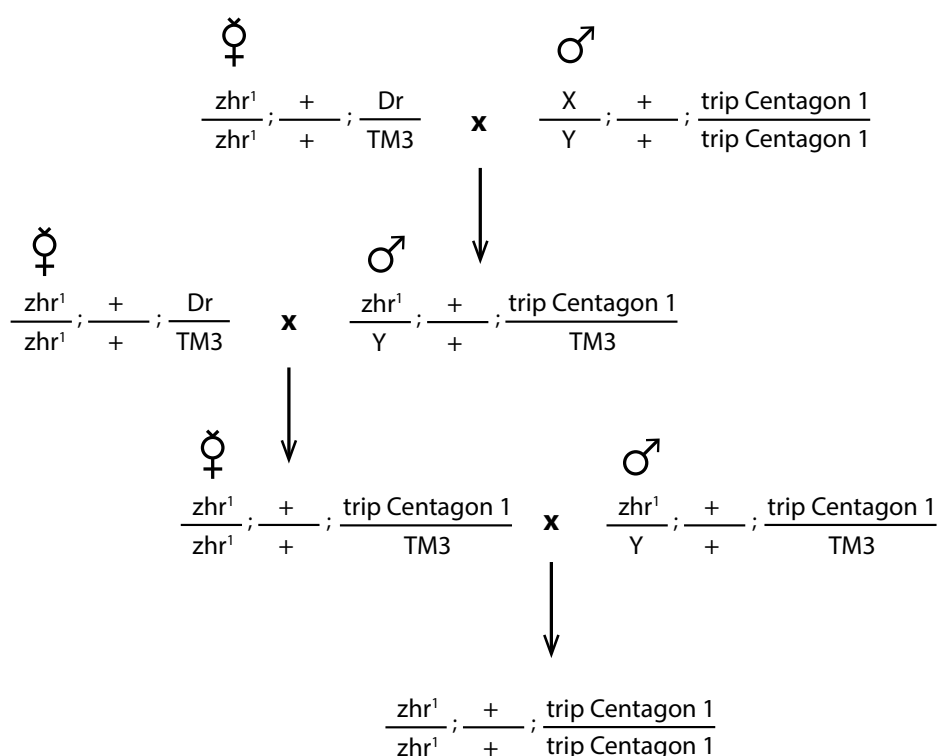 zhr¹ ; + ; Dr x X ; + ; trip Centagon 1
zhr¹ + TM3 Y + trip Centagon 1
zhr¹ ; + ; Dr x zhr¹ ; + ; trip Centagon 1
zhr¹ + TM3 Y + TM3
zhr¹ ; + ; trip Centagon 1 x zhr¹ ; + ; trip Centagon 1
zhr¹ + TM3 Y + TM3
zhr¹ ; + ; trip Centagon 1
zhr¹ + trip Centagon 1